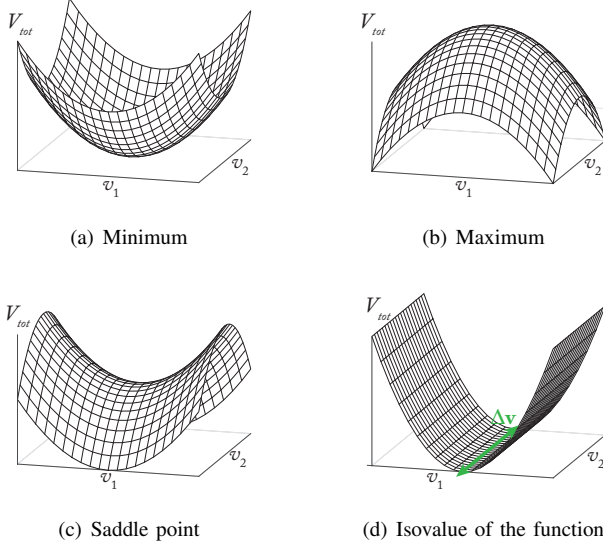 V_tot
v_1
v_2
(a) Minimum
V_tot
v_1
v_2
(b) Maximum
V_tot
v_1
v_2
(c) Saddle point
V_tot
Δv
v_1
v_2
(d) Isovalue of the function